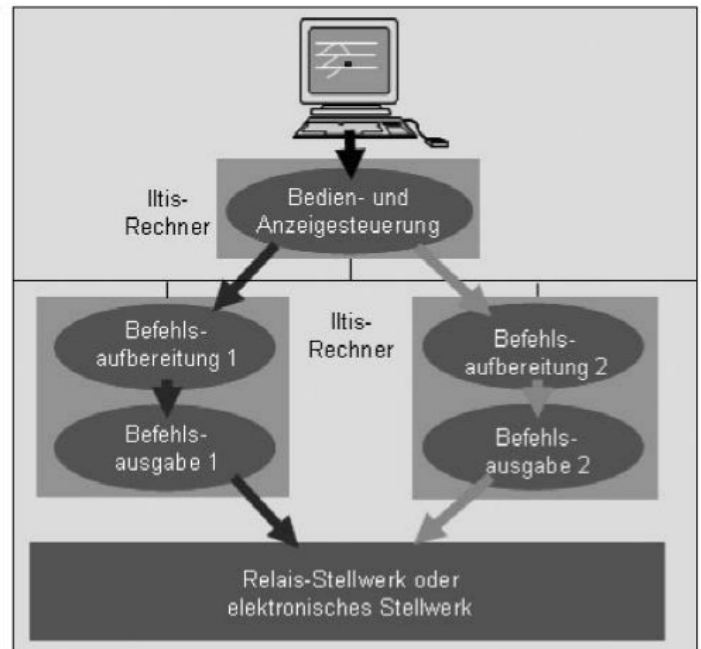 Iltis-
Rechner
Bedien- und
Anzeigesteuerung
Befehls-
aufbereitung 1
Iltis-
Rechner
Befehls-
aufbereitung 2
Befehls-
ausgabe 1
Befehls-
ausgabe 2
Relais-Stellwerk oder
elektronisches Stellwerk